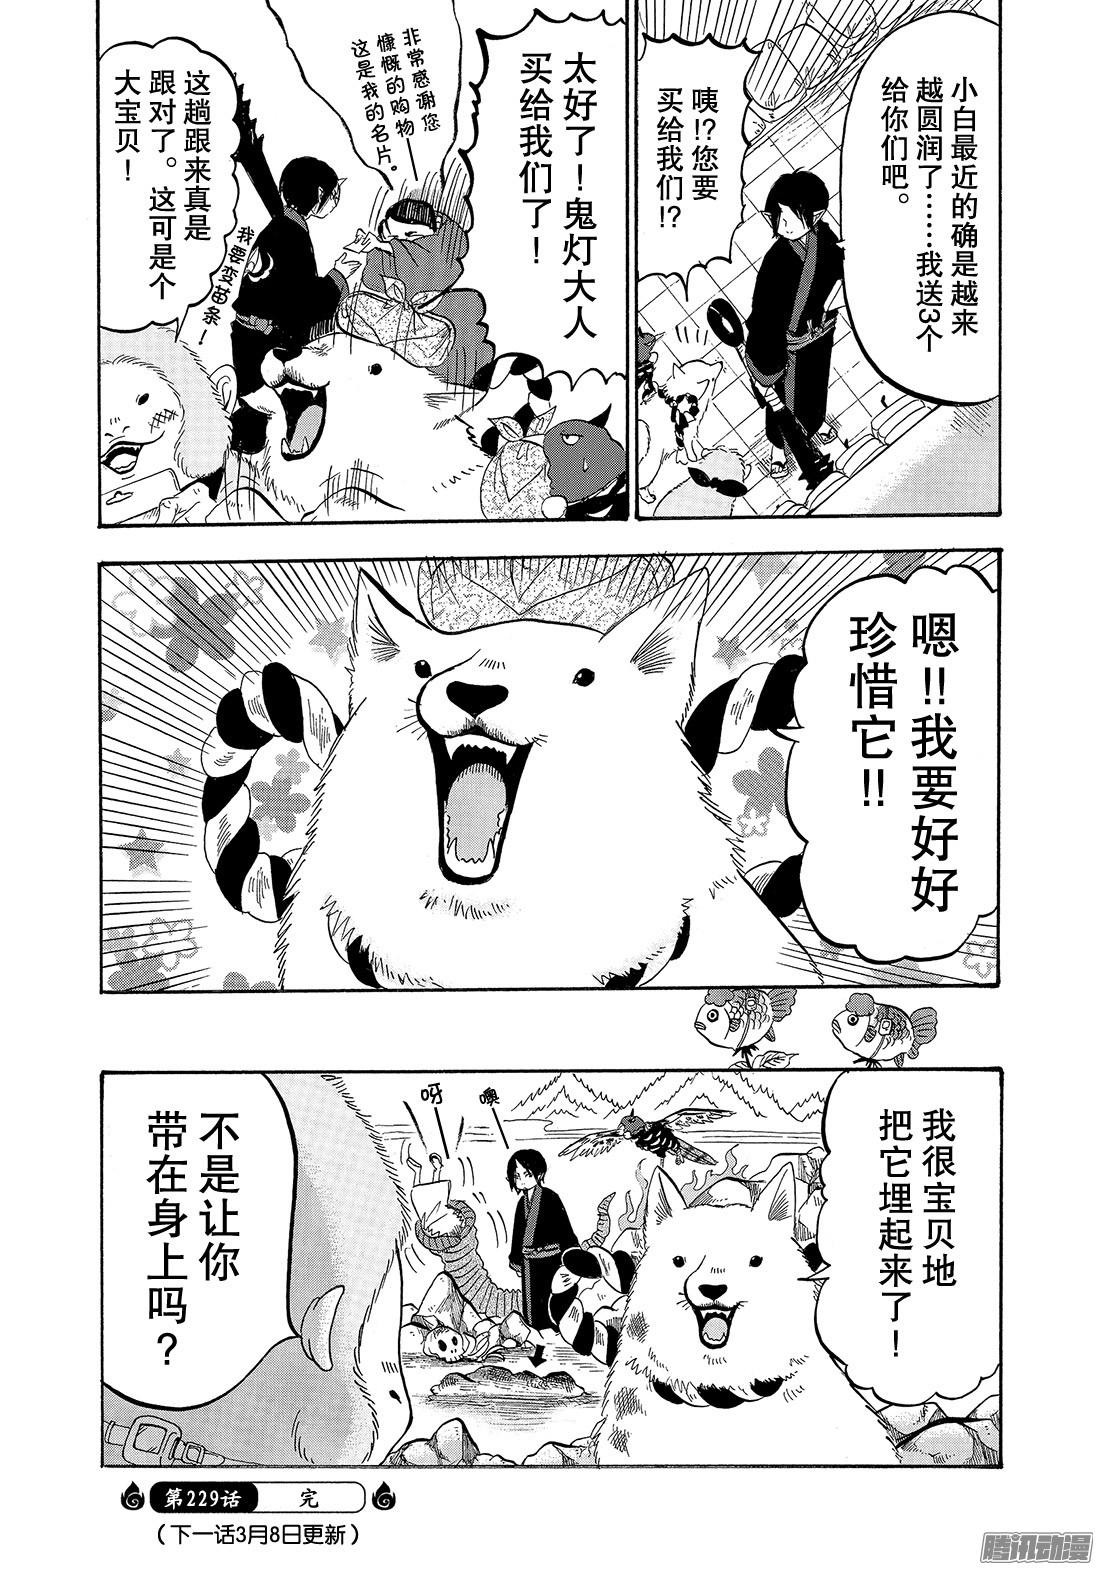 小白最近的确是越来
越圆润了……我送3个
给你们吧。
咦!?您要
买给我们!?
太好了！鬼灯大人
买给我们了！
非常感谢您
慷慨的购物
这是我的名片。
这趟跟来真是
跟对了。这可是个
大宝贝！
我要变苗条！
嗯!!我要好好
珍惜它!!
我很宝贝地
把它埋起来了！
噢
呀
不是让你
带在身上吗？
第229话 完
（下一话3月8日更新）
腾讯动漫